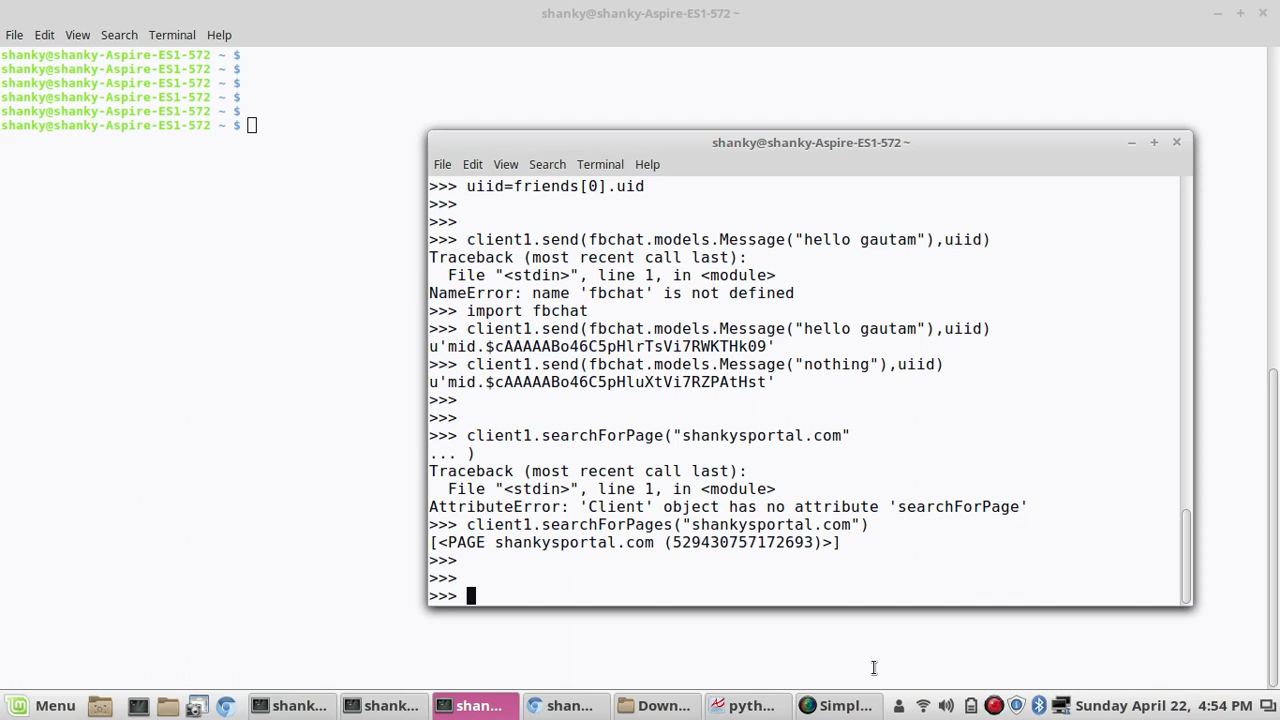 shanky@shanky-Aspire-ES1-572 ~
File Edit View Search Terminal Help
shanky@shanky-Aspire-ES1-572 ~ $
shanky@shanky-Aspire-ES1-572 ~ $
shanky@shanky-Aspire-ES1-572 ~ $
shanky@shanky-Aspire-ES1-572 ~ $
shanky@shanky-Aspire-ES1-572 ~ $
shanky@shanky-Aspire-ES1-572 ~ $
shanky@shanky-Aspire-ES1-572 ~
File Edit View Search Terminal Help
>>> uiid=friends[0].uid
>>>
>>>
>>> client1.send(fbchat.models.Message("hello gautam"),uiid)
Traceback (most recent call last):
  File "<stdin>", line 1, in <module>
NameError: name 'fbchat' is not defined
>>> import fbchat
>>> client1.send(fbchat.models.Message("hello gautam"),uiid)
u'mid.$cAAAAABo46C5pHlrTsVi7RWKTHk09'
>>> client1.send(fbchat.models.Message("nothing"),uiid)
u'mid.$cAAAAABo46C5pHluXtVi7RZPAtHst'
>>>
>>>
>>> client1.searchForPage("shankysportal.com"
... )
Traceback (most recent call last):
  File "<stdin>", line 1, in <module>
AttributeError: 'Client' object has no attribute 'searchForPage'
>>> client1.searchForPages("shankysportal.com")
[<PAGE shankysportal.com (529430757172693)>]
>>>
>>>
>>>
Menu shank... shank... shan... shan... Down... pyth... Simpl... Sunday April 22, 4:54 PM